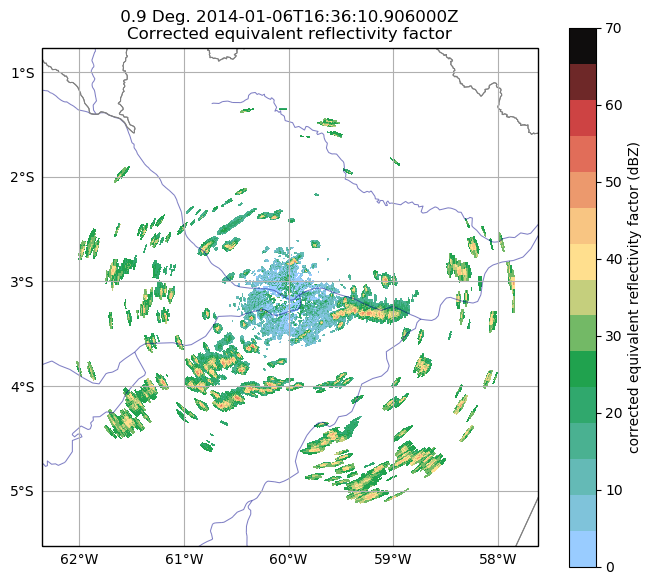 0.9 Deg. 2014-01-06T16:36:10.906000Z
Corrected equivalent reflectivity factor
1°S
2°S
3°S
4°S
5°S
62°W
61°W
60°W
59°W
58°W
70
60
50
40
30
20
10
0
corrected equivalent reflectivity factor (dBZ)